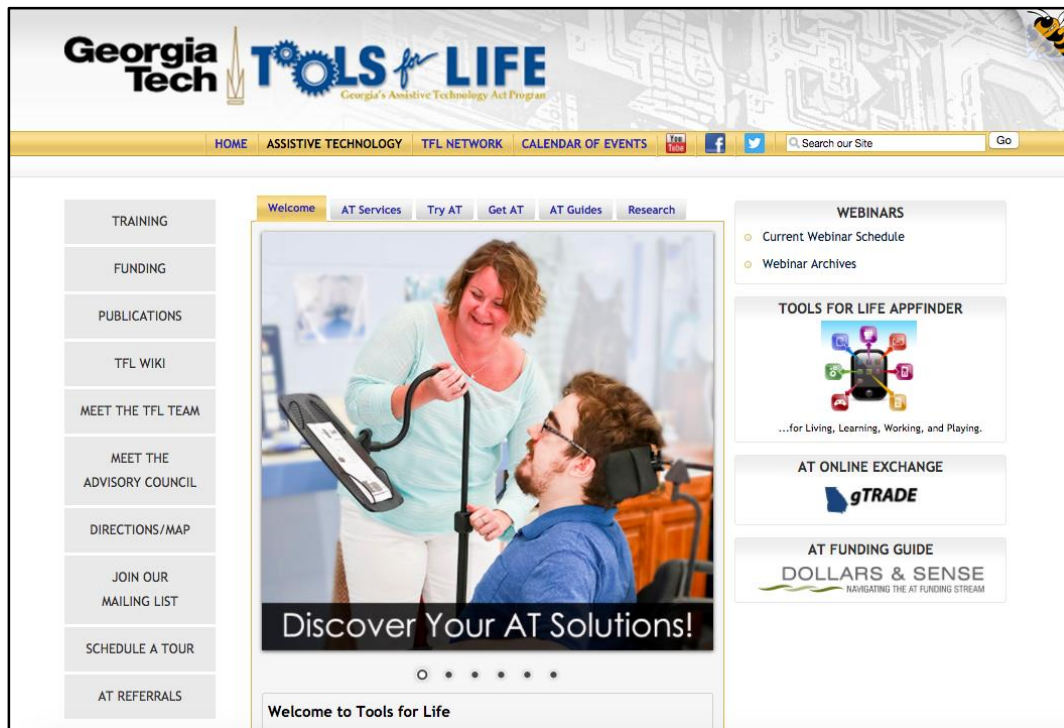 Georgia
Tech
TOOLS for LIFE
Georgia's Assistive Technology Act Program
HOME ASSISTIVE TECHNOLOGY TFL NETWORK CALENDAR OF EVENTS You Tube f Search our Site Go
TRAINING
FUNDING
PUBLICATIONS
TFL WIKI
MEET THE TFL TEAM
MEET THE
ADVISORY COUNCIL
DIRECTIONS/MAP
JOIN OUR
MAILING LIST
SCHEDULE A TOUR
AT REFERRALS
Welcome AT Services Try AT Get AT AT Guides Research
Discover Your AT Solutions!
Welcome to Tools for Life
WEBINARS
Current Webinar Schedule
Webinar Archives
TOOLS FOR LIFE APPFINDER
...for Living, Learning, Working, and Playing.
AT ONLINE EXCHANGE
gTRADE
AT FUNDING GUIDE
DOLLARS & SENSE
NAVIGATING THE AT FUNDING STREAM